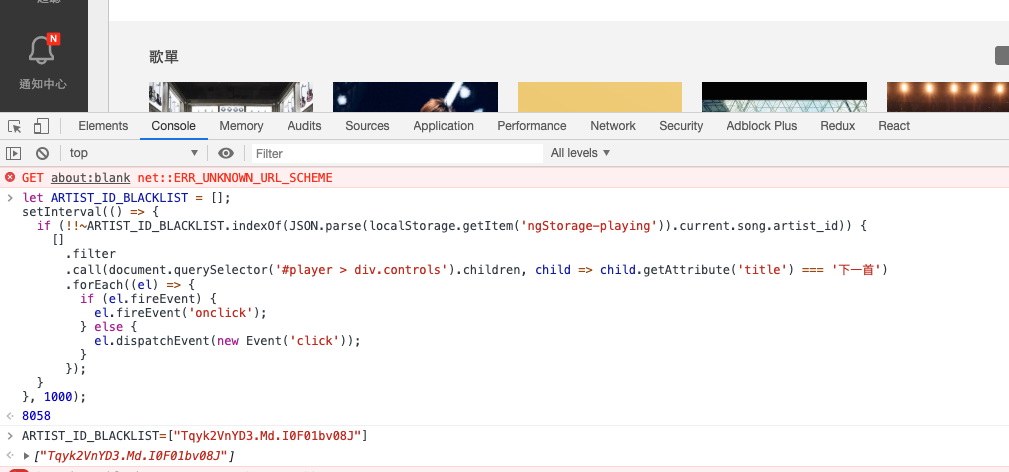 N
通知中心
歌單
Elements Console Memory Audits Sources Application Performance Network Security Adblock Plus Redux React
top Filter All levels
GET about:blank net::ERR_UNKNOWN_URL_SCHEME
let ARTIST_ID_BLACKLIST = [];
setInterval(() => {
if (!!~ARTIST_ID_BLACKLIST.indexOf(JSON.parse(localStorage.getItem('ngStorage-playing')).current.song.artist_id)) {
[]
.filter
.call(document.querySelector('#player > div.controls').children, child => child.getAttribute('title') === '下一首')
.forEach((el) => {
if (el.fireEvent) {
el.fireEvent('onclick');
} else {
el.dispatchEvent(new Event('click'));
}
});
}
}, 1000);
8058
ARTIST_ID_BLACKLIST=["Tqyk2VnYD3.Md.I0F01bv08J"]
["Tqyk2VnYD3.Md.I0F01bv08J"]